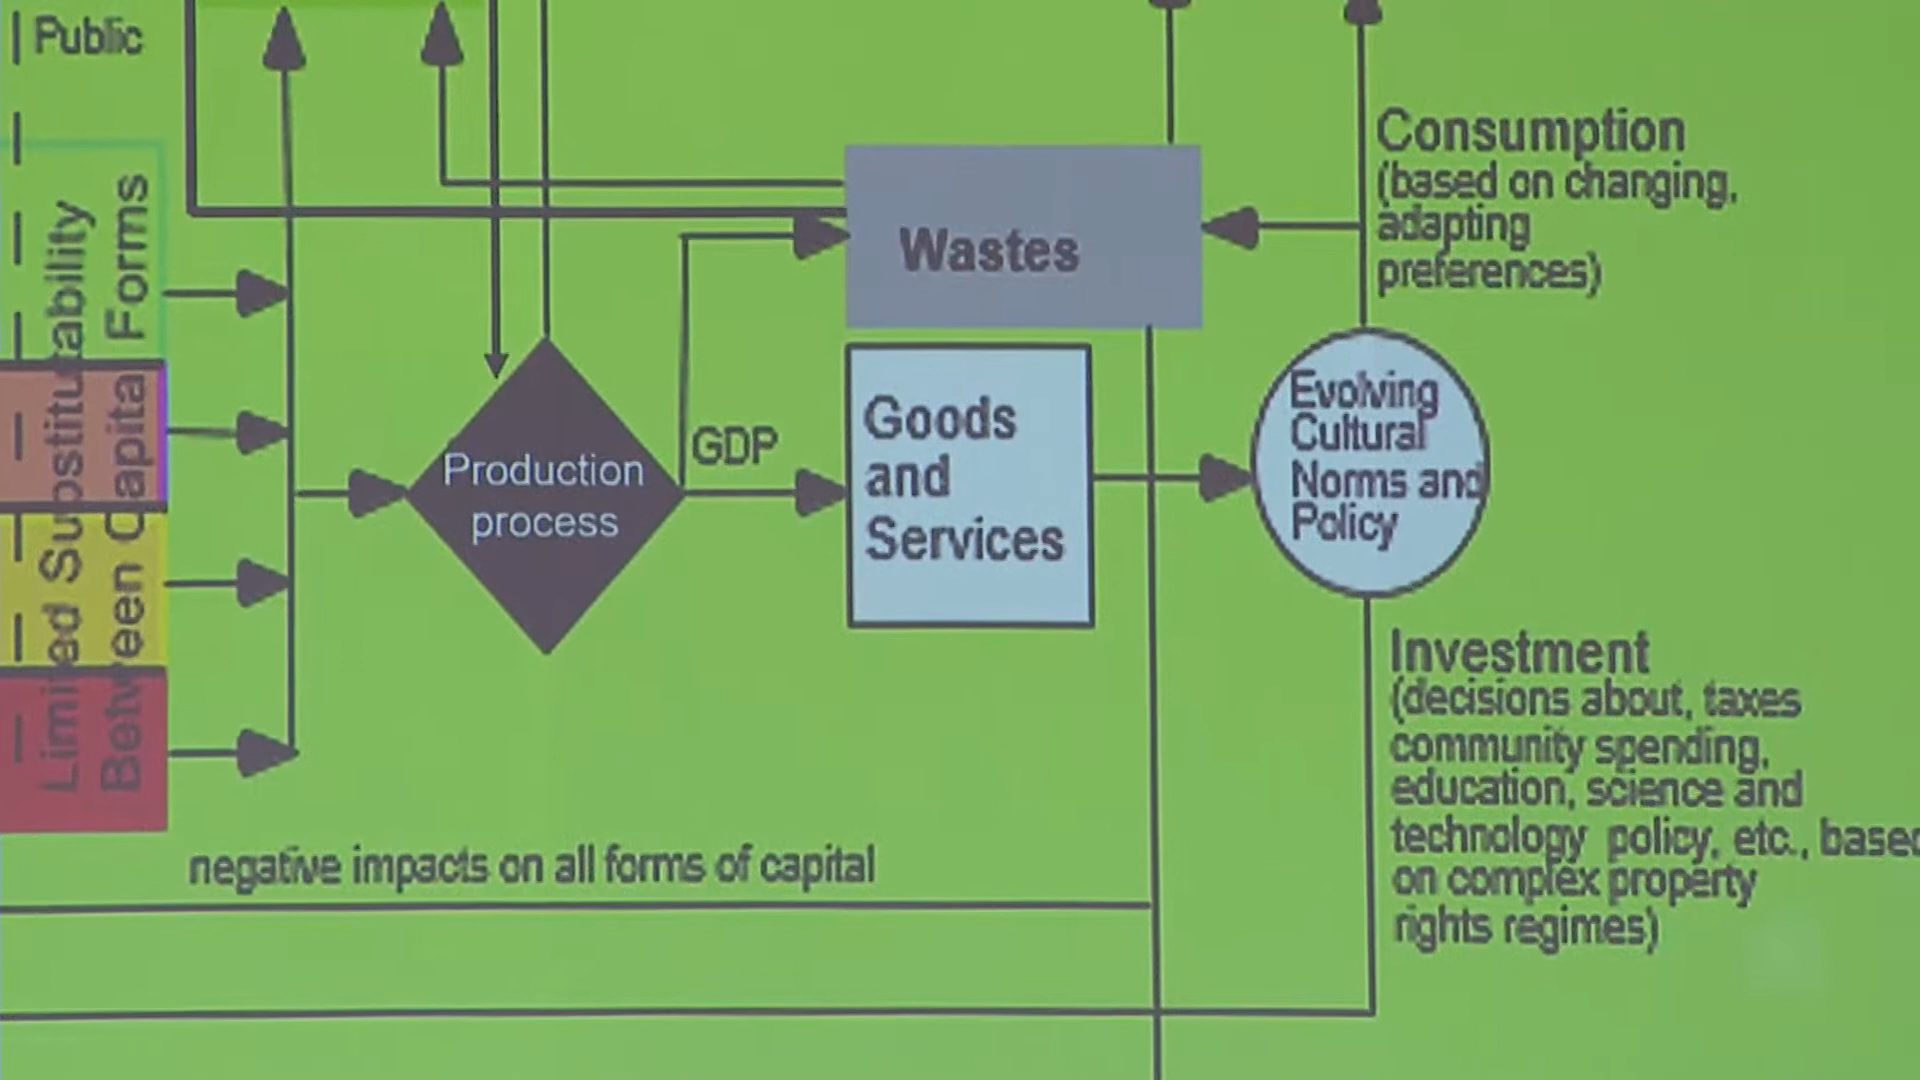 Public
Limited Substitutability
Between Capital Forms
Production
process
GDP
Wastes
Goods
and
Services
Evolving
Cultural
Norms and
Policy
Consumption
(based on changing,
adapting
preferences)
Investment
(decisions about, taxes
community spending,
education, science and
technology policy, etc., based
on complex property
rights regimes)
negative impacts on all forms of capital